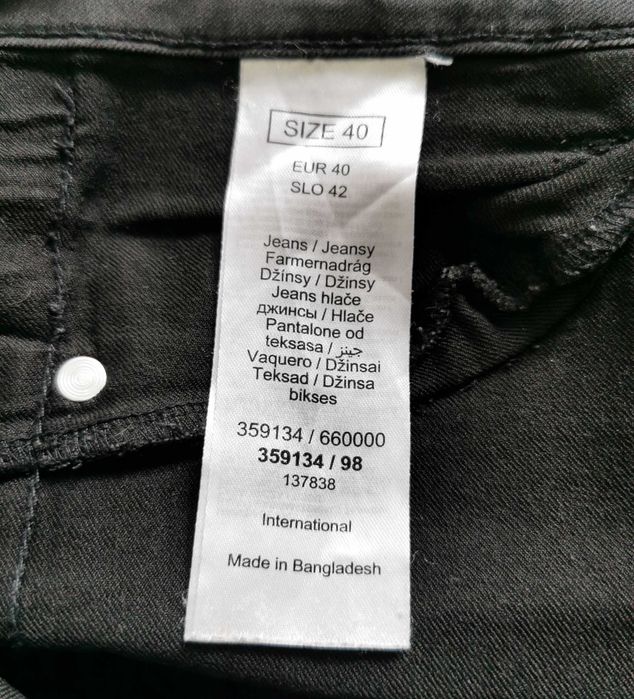 SIZE 40
EUR 40
SLO 42
Jeans / Jeansy
Farmernadrág
Džínsy / Džinsy
Jeans hlače
джинсы / Hlače
Pantalone od
teksasa / جينز
Vaquero / Džinsai
Teksad / Džinsa
bikses
359134 / 660000
359134 / 98
137838
International
Made in Bangladesh